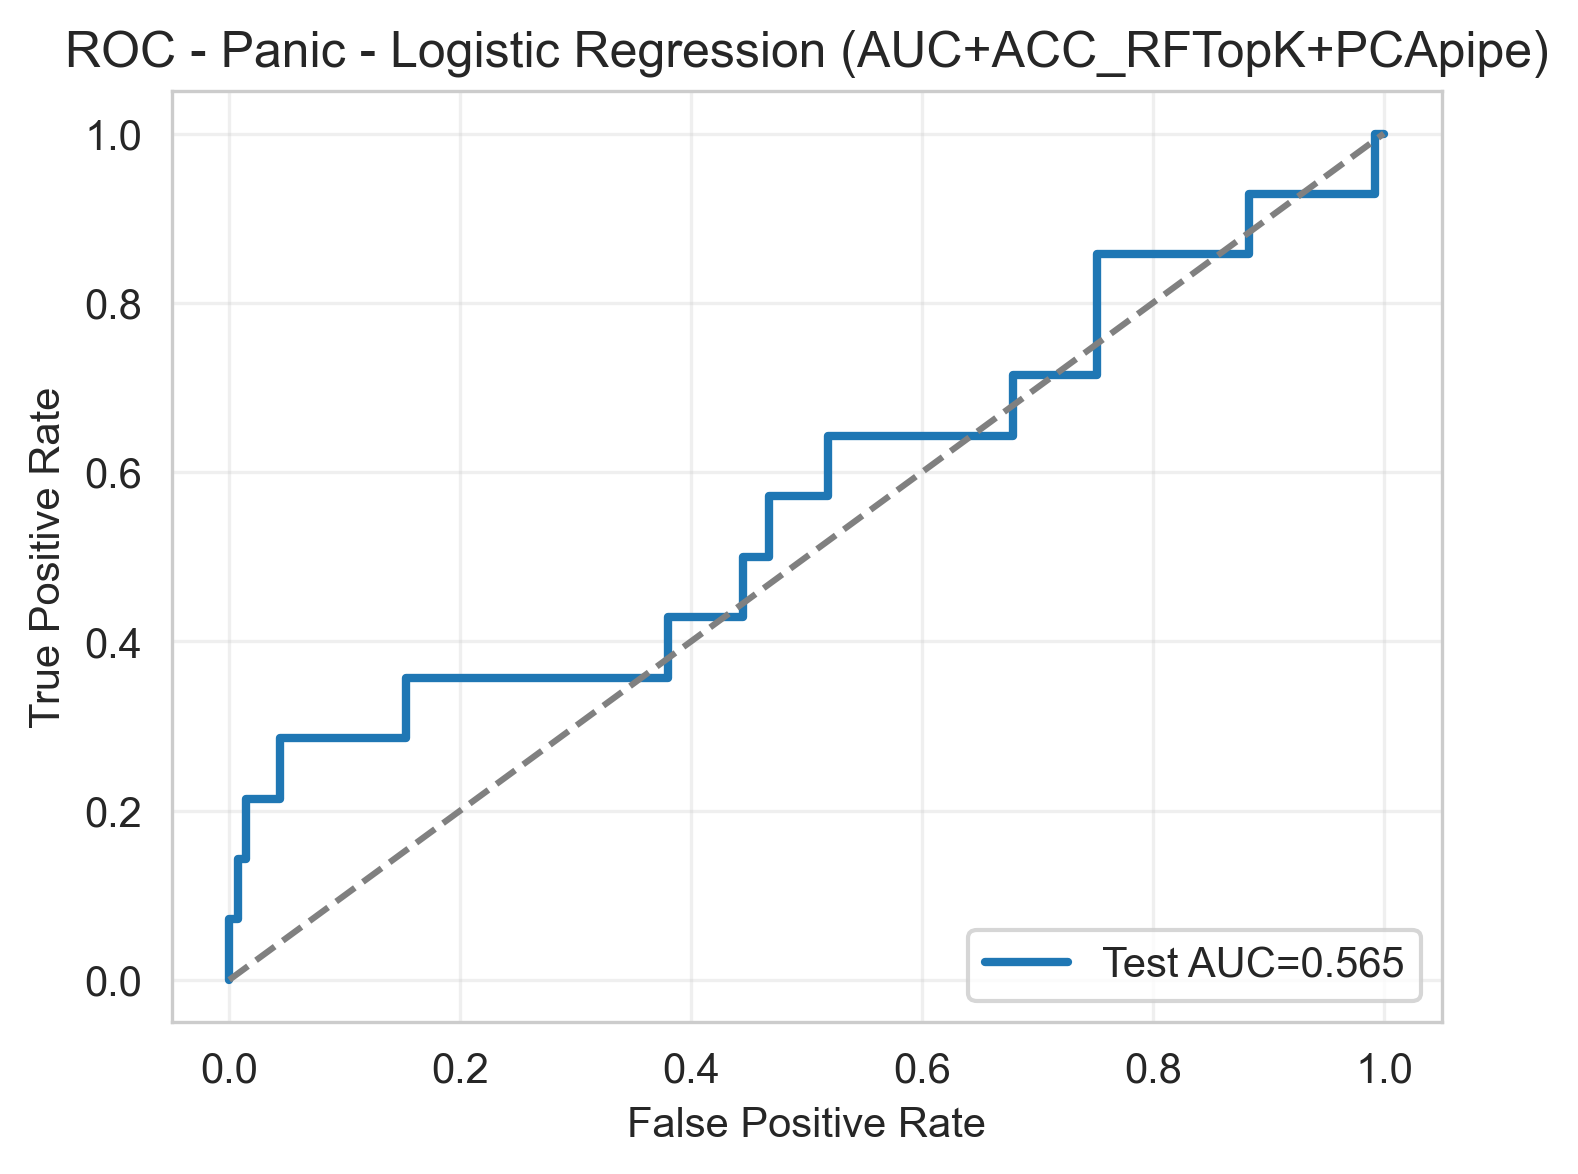 ROC - Panic - Logistic Regression (AUC+ACC_RFTopK+PCApipe)
1.0
0.8
0.6
0.4
0.2
0.0
True Positive Rate
Test AUC=0.565
0.0 0.2 0.4 0.6 0.8 1.0
False Positive Rate